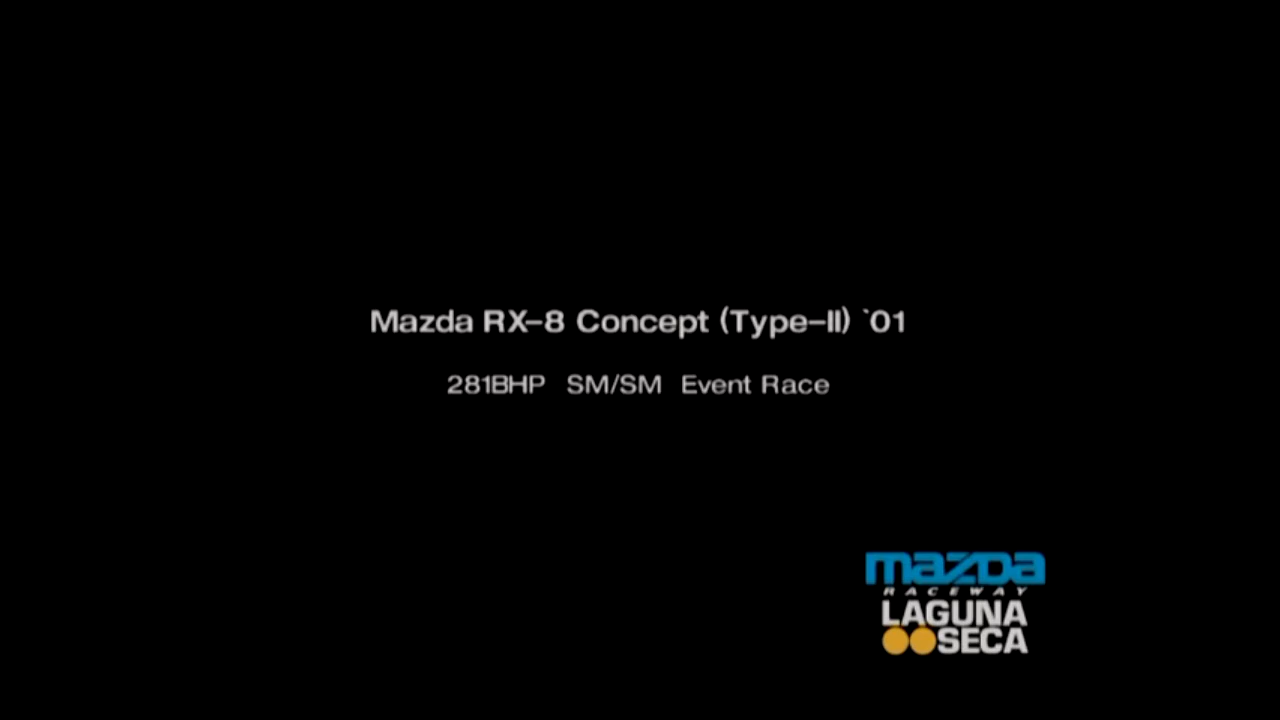 Mazda RX-8 Concept (Type-II) `01
281BHP SM/SM Event Race
mazda
RACEWAY
LAGUNA
SECA